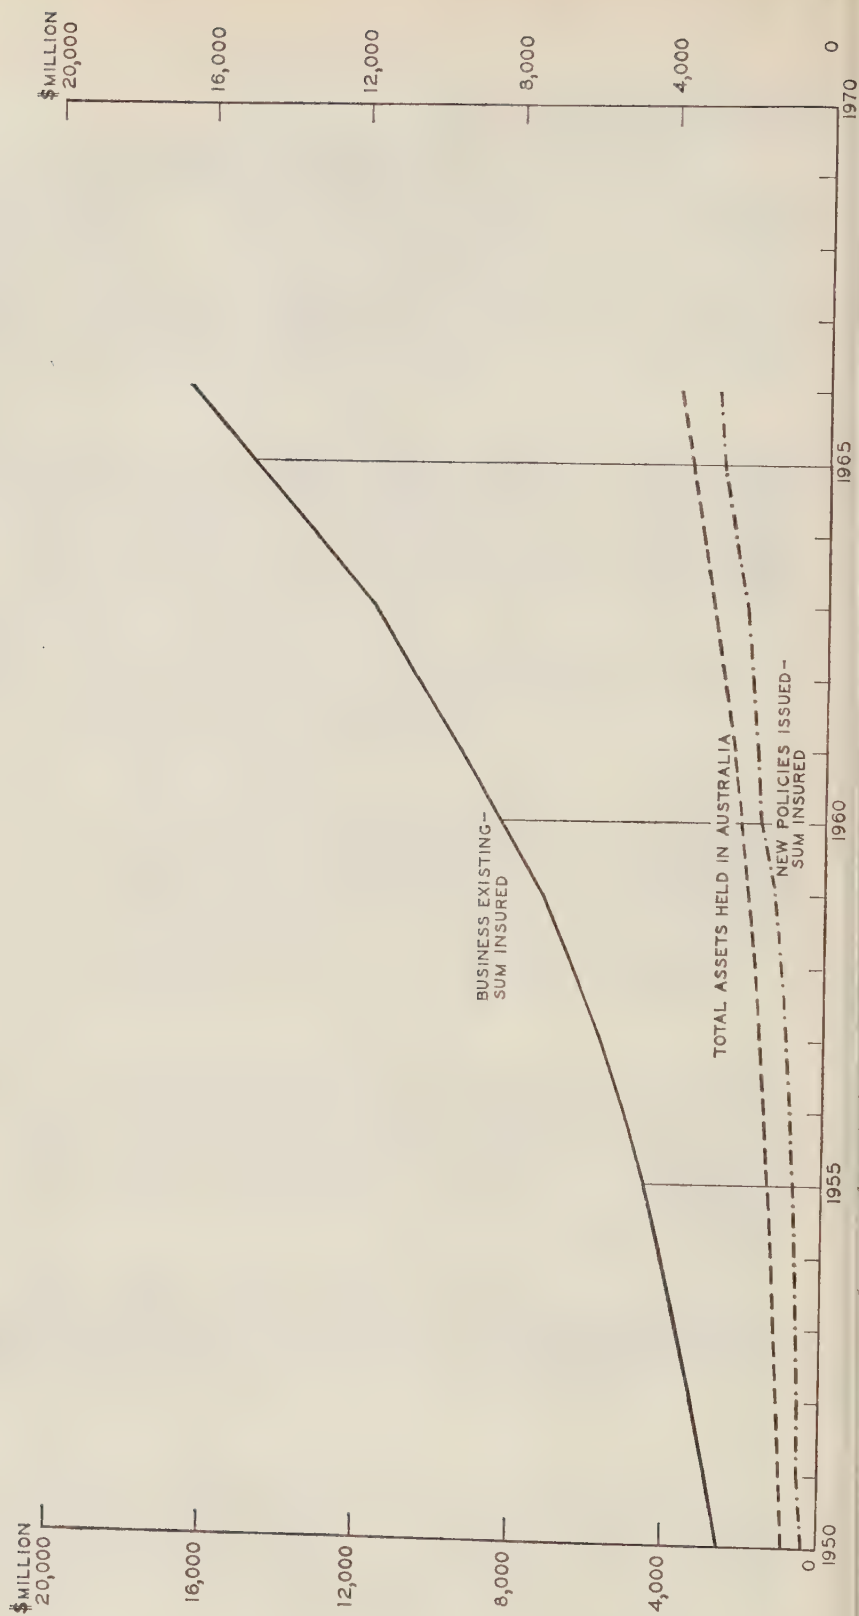 $MILLION
20,000
16,000
12,000
8,000
4,000
0
$MILLION
20,000
16,000
12,000
8,000
4,000
0
BUSINESS EXISTING-
SUM INSURED
TOTAL ASSETS HELD IN AUSTRALIA
NEW POLICIES ISSUED-
SUM INSURED
1950
1955
1960
1965
1970